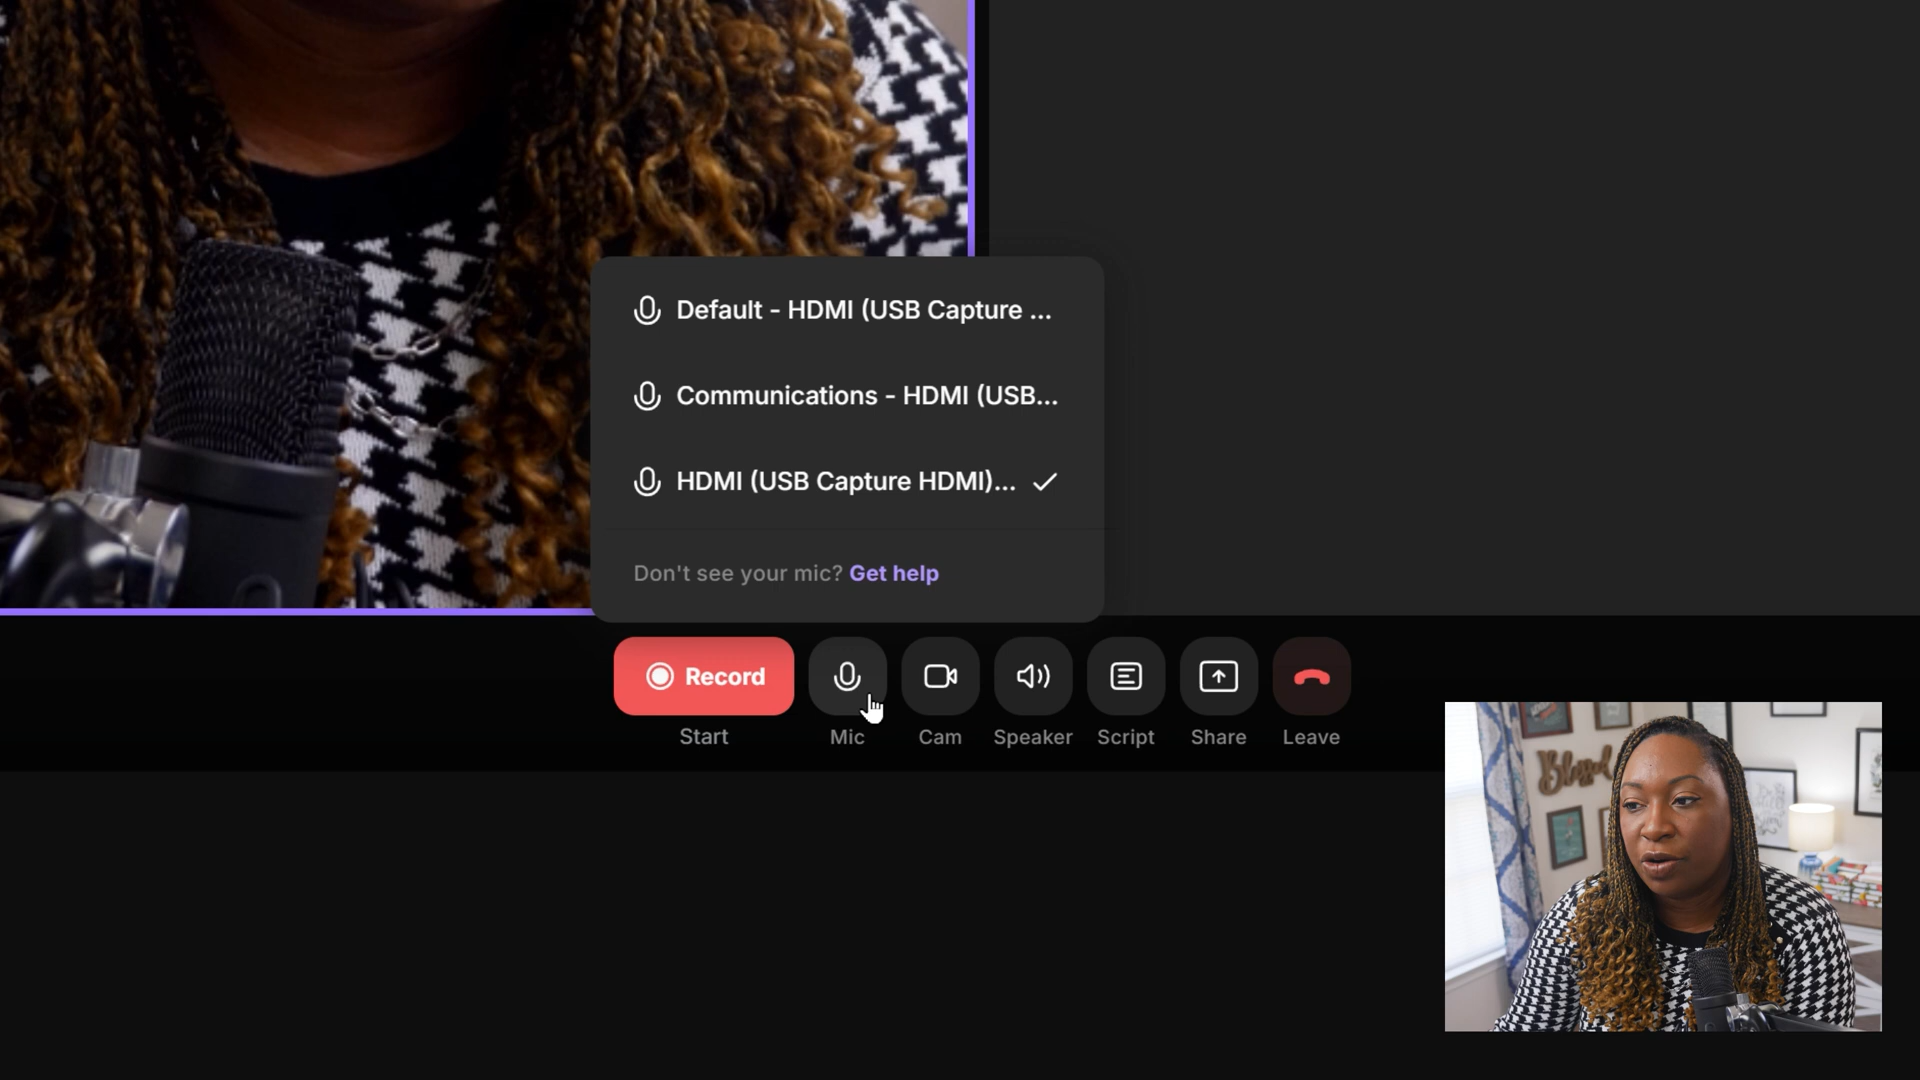 Default - HDMI (USB Capture ...
Communications - HDMI (USB...
HDMI (USB Capture HDMI)...
Don't see your mic? Get help
Record
Start
Mic
Cam
Speaker
Script
Share
Leave
Blessed